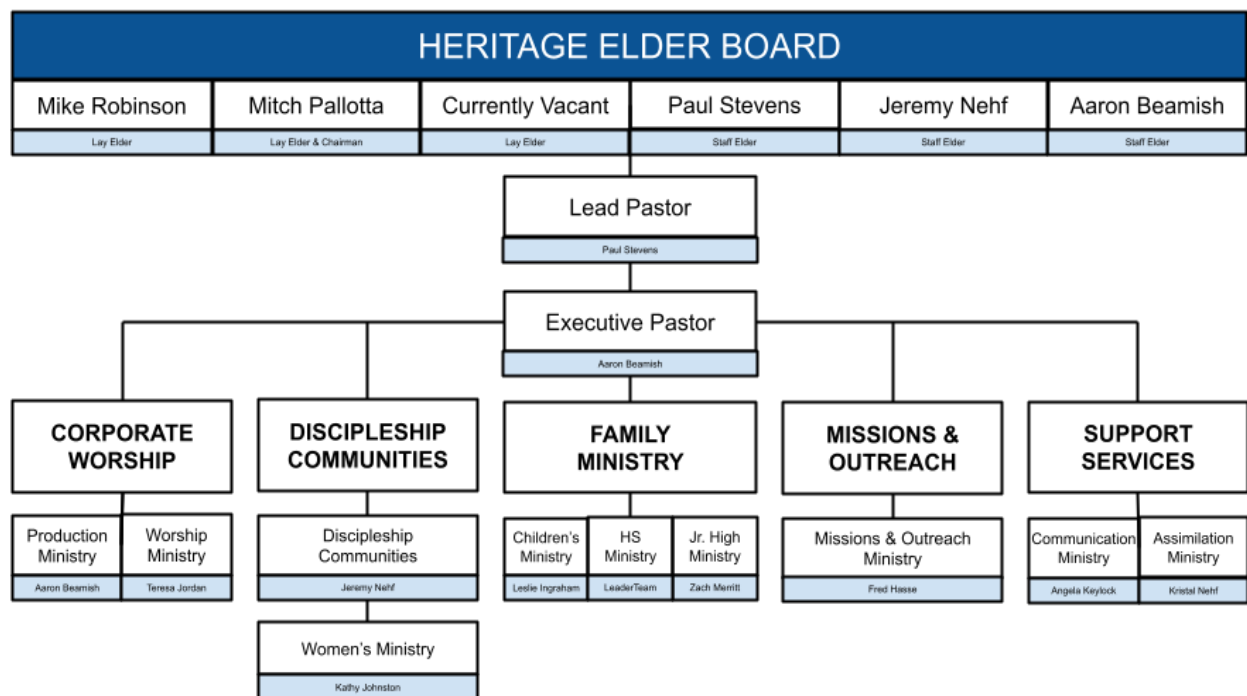 HERITAGE ELDER BOARD
Mike Robinson
Lay Elder
Mitch Pallotta
Lay Elder & Chairman
Currently Vacant
Lay Elder
Paul Stevens
Staff Elder
Jeremy Nehf
Staff Elder
Aaron Beamish
Staff Elder
Lead Pastor
Paul Stevens
Executive Pastor
Aaron Beamish
CORPORATE
WORSHIP
DISCIPLESHIP
COMMUNITIES
FAMILY
MINISTRY
MISSIONS &
OUTREACH
SUPPORT
SERVICES
Production
Ministry
Aaron Beamish
Worship
Ministry
Teresa Jordan
Discipleship
Communities
Jeremy Nehf
Children's
Ministry
Leslie Ingraham
HS
Ministry
LeaderTeam
Jr. High
Ministry
Zach Merritt
Missions & Outreach
Ministry
Fred Hasse
Communication
Ministry
Angela Keylock
Assimilation
Ministry
Kristal Nehf
Women's Ministry
Kathy Johnston